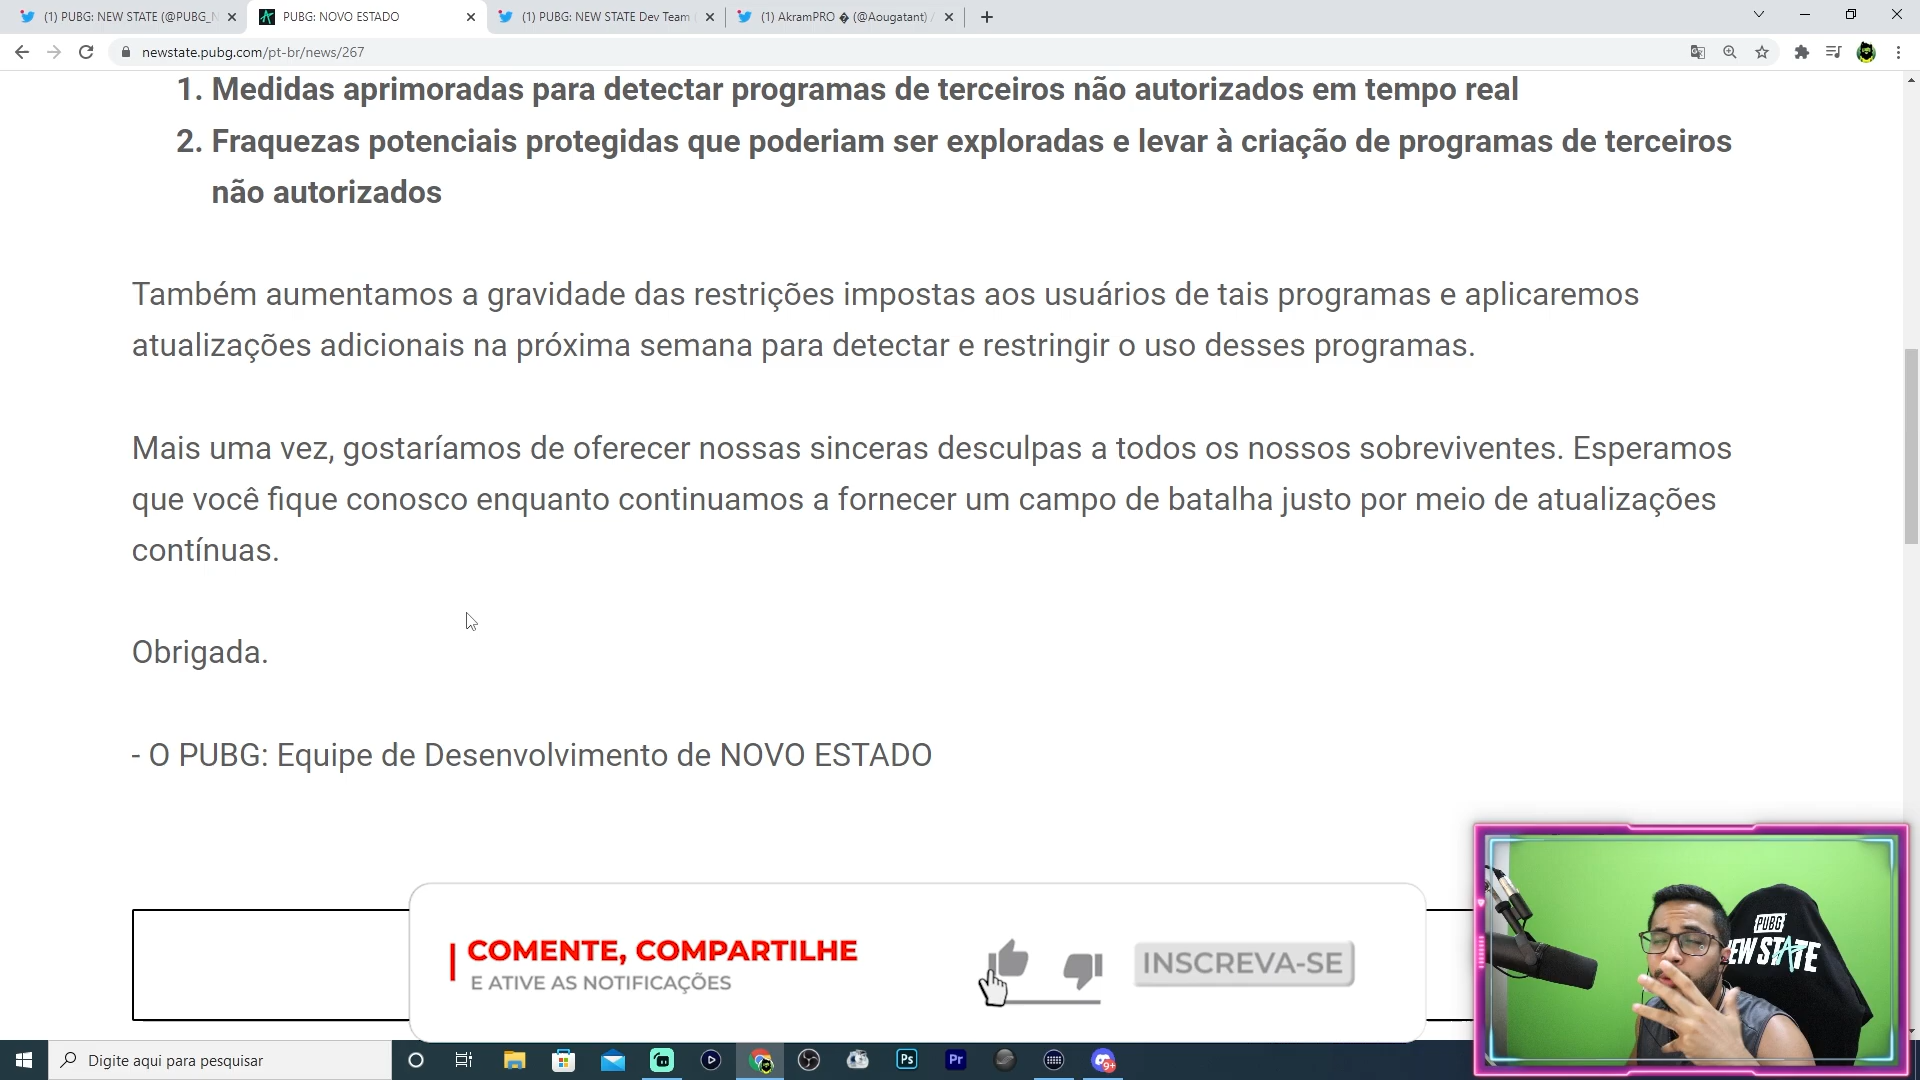 (1) PUBG: NEW STATE (@PUBG_N
PUBG: NOVO ESTADO
(1) PUBG: NEW STATE Dev Team
(1) AkramPRO � (@Aougatant) /
newstate.pubg.com/pt-br/news/267
1. Medidas aprimoradas para detectar programas de terceiros não autorizados em tempo real
2. Fraquezas potenciais protegidas que poderiam ser exploradas e levar à criação de programas de terceiros
não autorizados
Também aumentamos a gravidade das restrições impostas aos usuários de tais programas e aplicaremos
atualizações adicionais na próxima semana para detectar e restringir o uso desses programas.
Mais uma vez, gostaríamos de oferecer nossas sinceras desculpas a todos os nossos sobreviventes. Esperamos
que você fique conosco enquanto continuamos a fornecer um campo de batalha justo por meio de atualizações
contínuas.
Obrigada.
- O PUBG: Equipe de Desenvolvimento de NOVO ESTADO
COMENTE, COMPARTILHE
E ATIVE AS NOTIFICAÇÕES
INSCREVA-SE
PUBG
NEW STATE
Digite aqui para pesquisar
Ps
Pr
9+